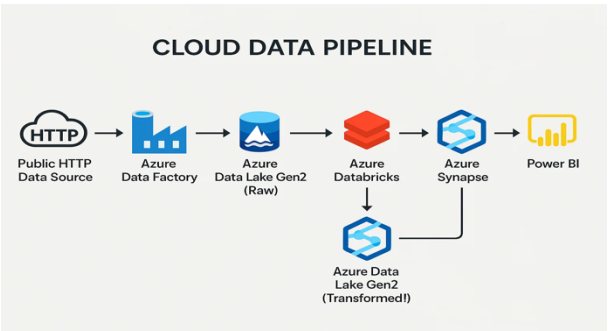 CLOUD DATA PIPELINE
HTTP
Public HTTP
Data Source
Azure
Data Factory
Azure
Data Lake Gen2
(Raw)
Azure
Databricks
Azure
Synapse
Power BI
Azure Data
Lake Gen2
(Transformed!)